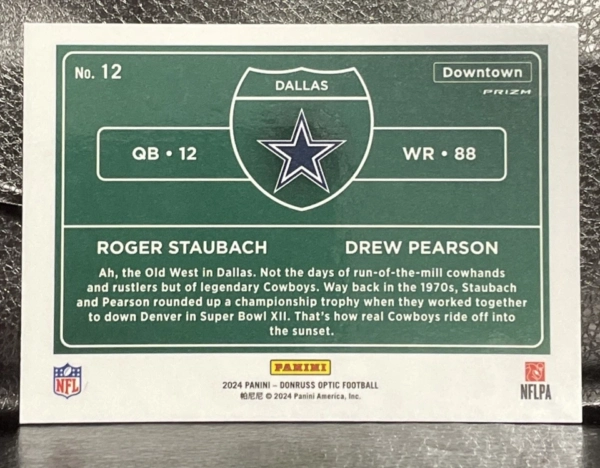 No. 12
Downtown
PRIZM
DALLAS
QB • 12
WR • 88
ROGER STAUBACH
DREW PEARSON
Ah, the Old West in Dallas. Not the days of run-of-the-mill cowhands
and rustlers but of legendary Cowboys. Way back in the 1970s, Staubach
and Pearson rounded up a championship trophy when they worked together
to down Denver in Super Bowl XII. That's how real Cowboys ride off into
the sunset.
NFL
PANINI
2024 PANINI – DONRUSS OPTIC FOOTBALL
帕尼尼 © 2024 Panini America, Inc.
NFLPA